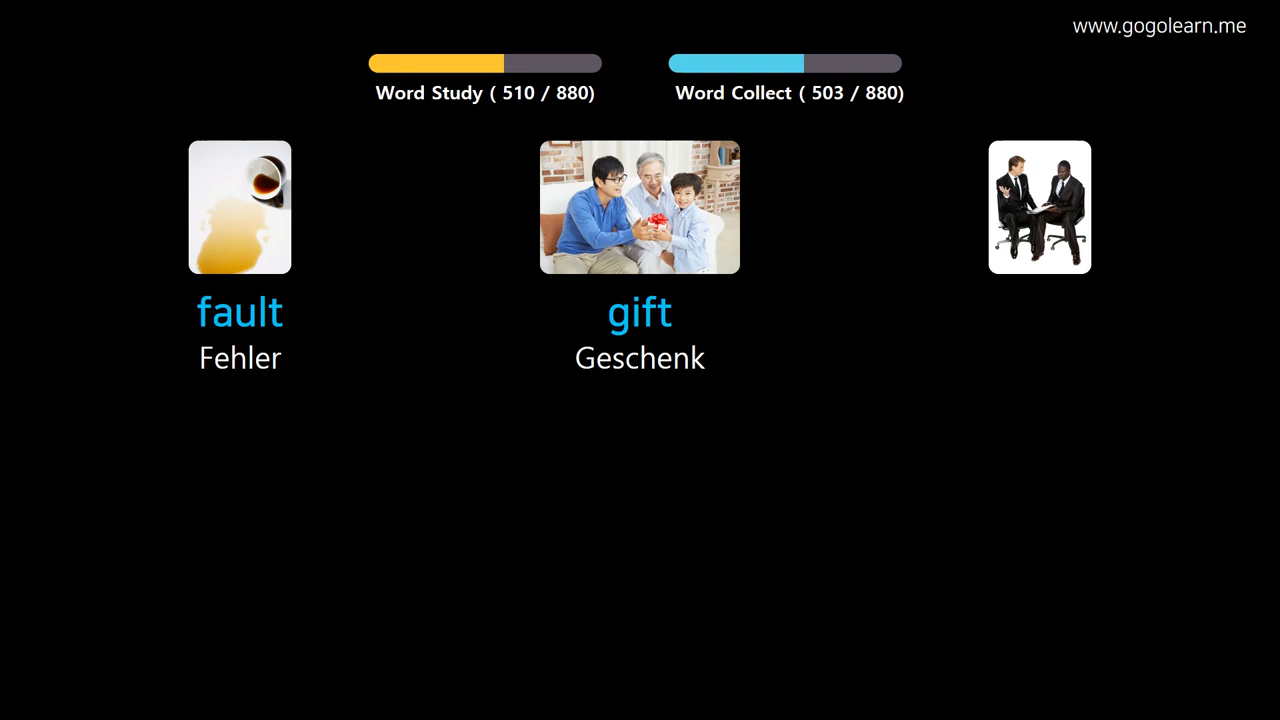 www.gogolearn.me
Word Study ( 510 / 880)
Word Collect ( 503 / 880)
fault
Fehler
gift
Geschenk